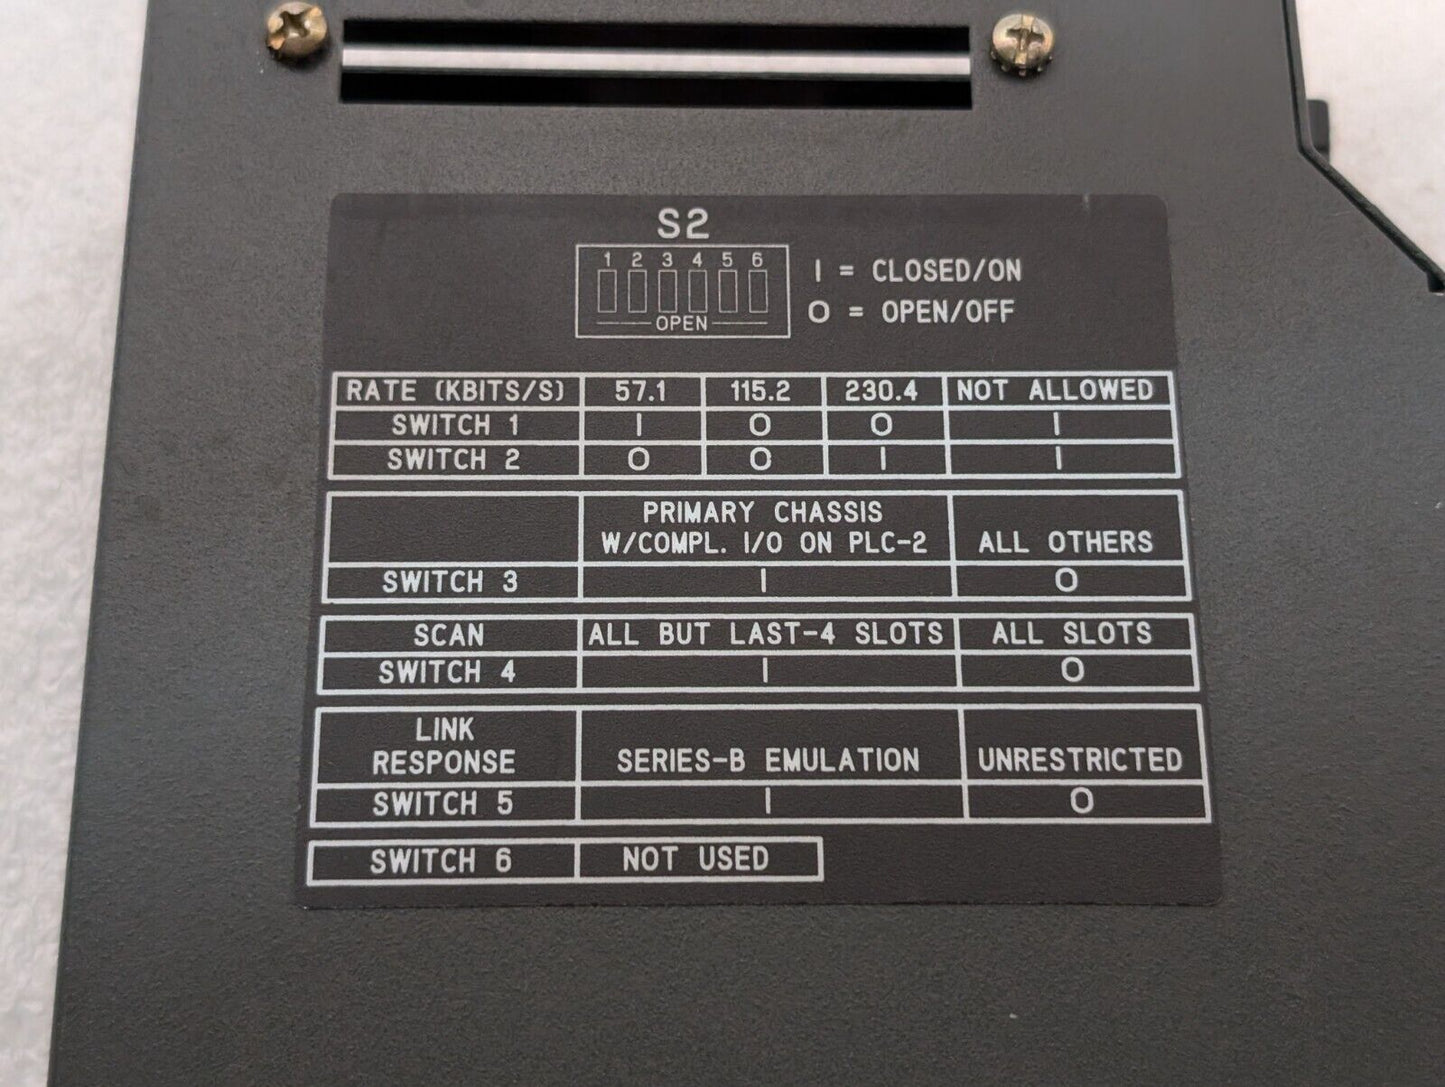 S2
1 2 3 4 5 6
OPEN
I = CLOSED/ON
O = OPEN/OFF
RATE (KBITS/S) 57.1 115.2 230.4 NOT ALLOWED
SWITCH 1 I O O I
SWITCH 2 O O I I
PRIMARY CHASSIS
W/COMPL. I/O ON PLC-2 ALL OTHERS
SWITCH 3 I O
SCAN ALL BUT LAST-4 SLOTS ALL SLOTS
SWITCH 4 I O
LINK
RESPONSE SERIES-B EMULATION UNRESTRICTED
SWITCH 5 I O
SWITCH 6 NOT USED